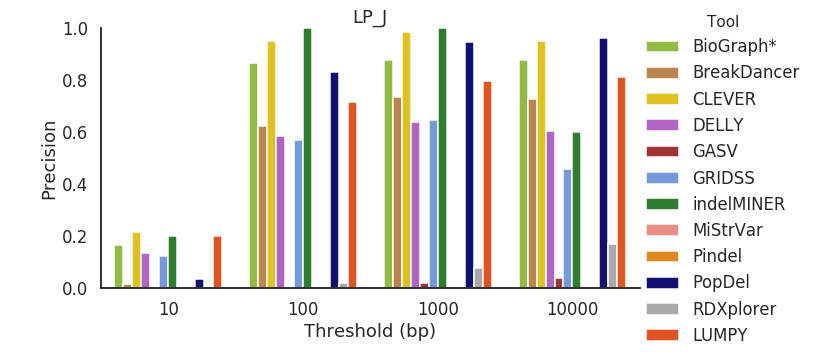 LP_J
Precision
1.0
0.8
0.6
0.4
0.2
0.0
10
100
1000
10000
Threshold (bp)
Tool
BioGraph*
BreakDancer
CLEVER
DELLY
GASV
GRIDSS
indelMINER
MiStrVar
Pindel
PopDel
RDXplorer
LUMPY